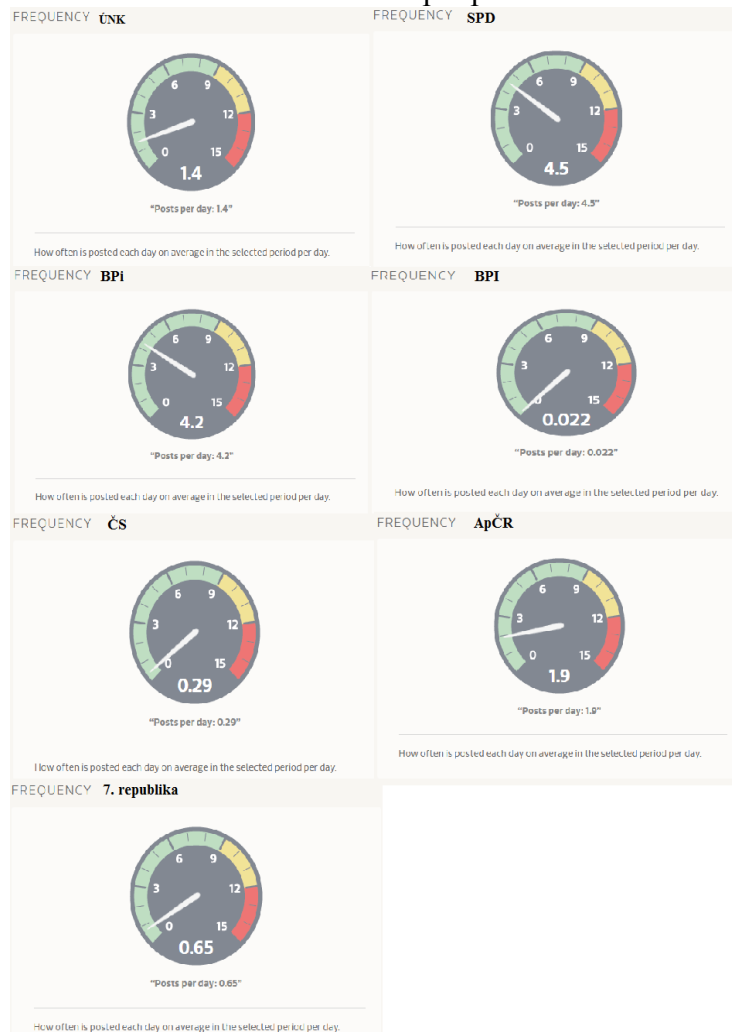 FREQUENCY ÚNK
6 9
3 12
0 15
1.4
"Posts per day: 1.4"
How often is posted each day on average in the selected period per day.
FREQUENCY SPD
6 9
3 12
0 15
4.5
"Posts per day: 4.5"
How often is posted each day on average in the selected period per day.
FREQUENCY BPi
6 9
3 12
0 15
4.2
"Posts per day: 4.2"
How often is posted each day on average in the selected period per day.
FREQUENCY BPI
6 9
3 12
0 15
0.022
"Posts per day: 0.022"
How often is posted each day on average in the selected period per day.
FREQUENCY ČS
6 9
3 12
0 15
0.29
"Posts per day: 0.29"
How often is posted each day on average in the selected period per day.
FREQUENCY ApČR
6 9
3 12
0 15
1.9
"Posts per day: 1.9"
How often is posted each day on average in the selected period per day.
FREQUENCY 7. republika
6 9
3 12
0 15
0.65
"Posts per day: 0.65"
How often is posted each day on average in the selected period per day.